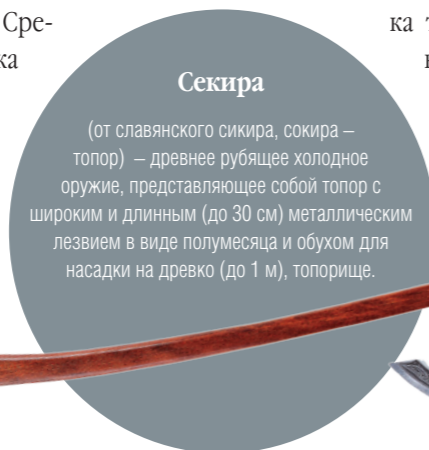 Сре-
ка
ка
Секира
(от славянского сикира, сокира –
топор) – древнее рубящее холодное
оружие, представляющее собой топор с
широким и длинным (до 30 см) металлическим
лезвием в виде полумесяца и обухом для
насадки на древко (до 1 м), топорище.